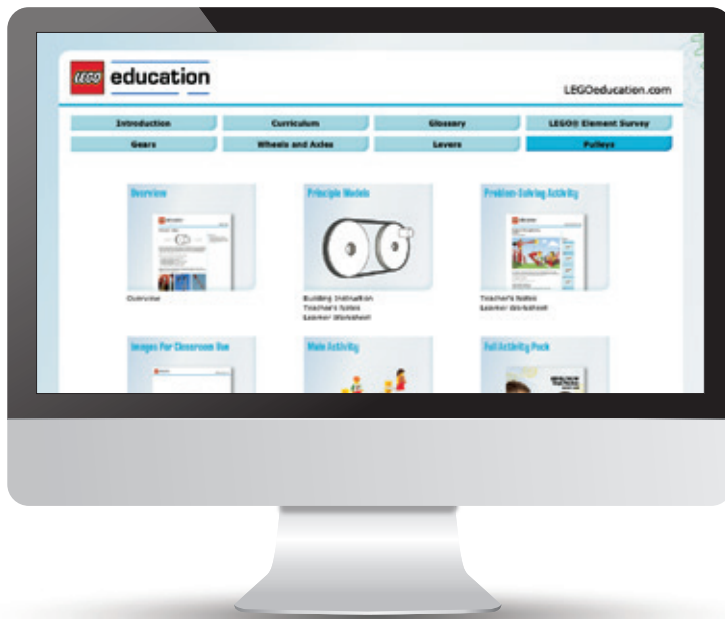 LEGO education
LEGOeducation.com
Introduction Curriculum Glossary LEGO® Element Survey
Gears Wheels and Axles Levers Pulleys
Overview Principle Models Problem-Solving Activity
Overview Building Instruction Teacher's Notes
Teacher's Notes Learner Worksheet
Learner Worksheet
Images For Classroom Use Main Activity Full Activity Pack